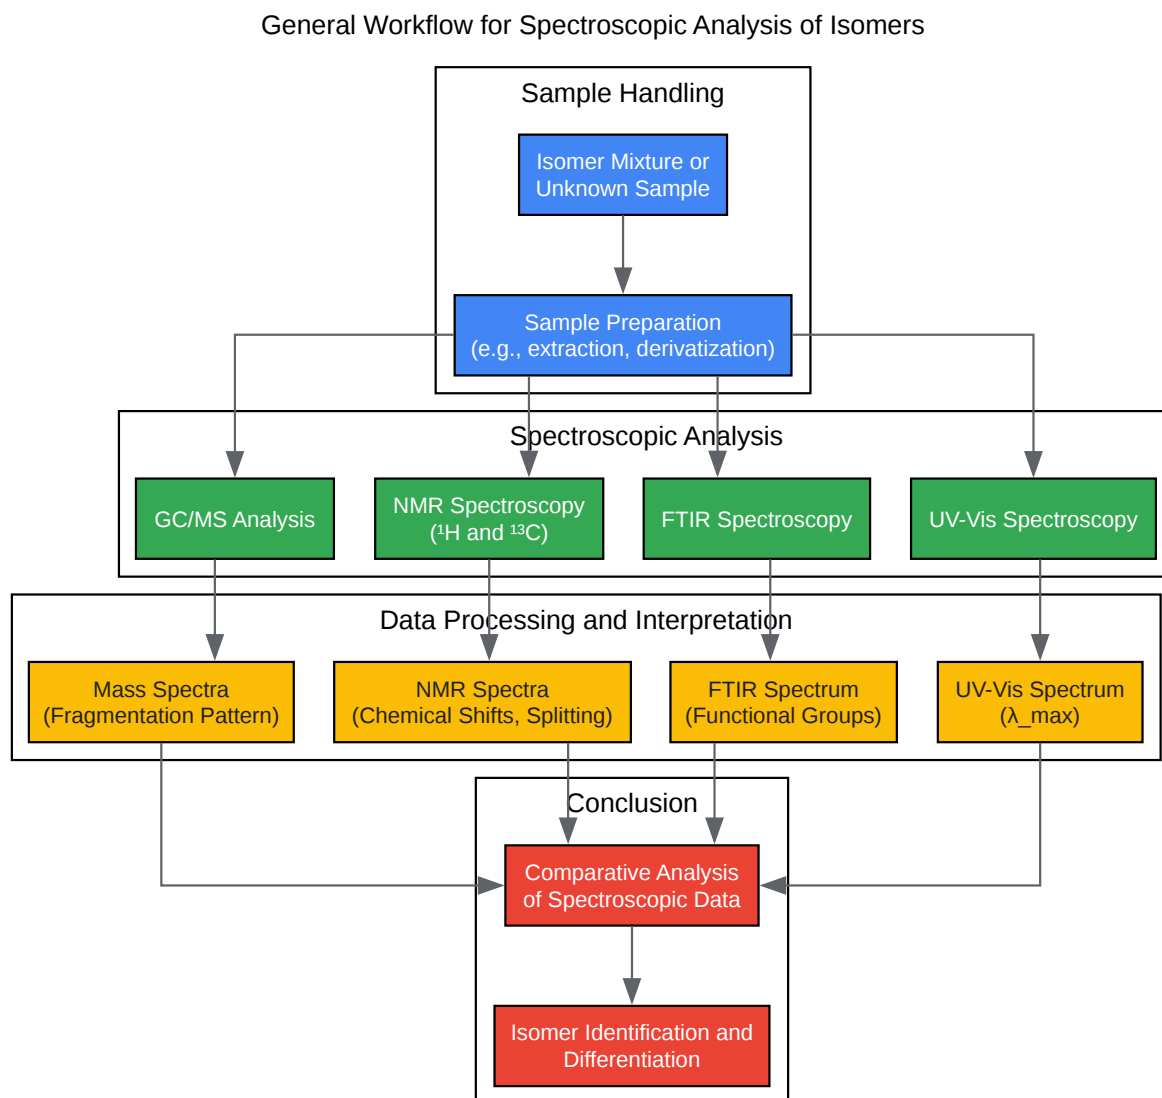 General Workflow for Spectroscopic Analysis of Isomers
Sample Handling
Isomer Mixture or
Unknown Sample
Sample Preparation
(e.g., extraction, derivatization)
Spectroscopic Analysis
GC/MS Analysis
NMR Spectroscopy
(¹H and ¹³C)
FTIR Spectroscopy
UV-Vis Spectroscopy
Data Processing and Interpretation
Mass Spectra
(Fragmentation Pattern)
NMR Spectra
(Chemical Shifts, Splitting)
FTIR Spectrum
(Functional Groups)
UV-Vis Spectrum
(λ_max)
Conclusion
Comparative Analysis
of Spectroscopic Data
Isomer Identification and
Differentiation